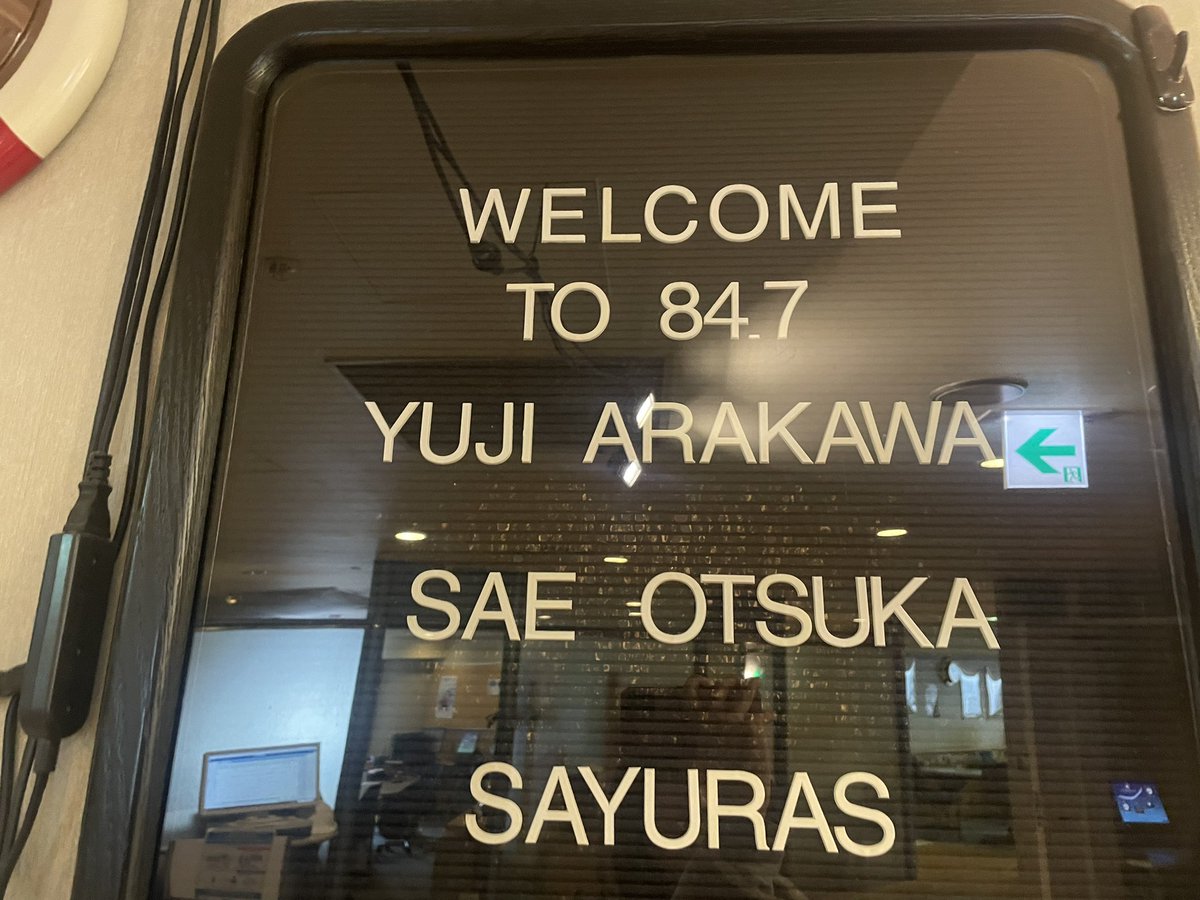 WELCOME
TO 84.7
YUJI ARAKAWA
SAE OTSUKA
SAYURAS